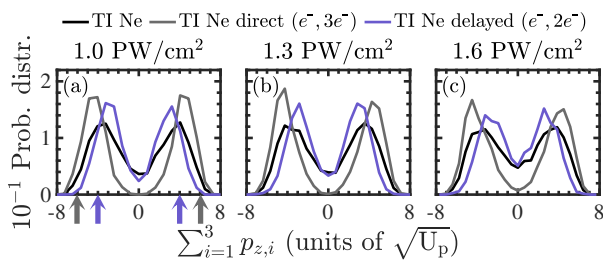 TI Ne TI Ne direct (e⁻, 3e⁻) TI Ne delayed (e⁻, 2e⁻)
1.0 PW/cm² 1.3 PW/cm² 1.6 PW/cm²
(a) (b) (c)
10⁻¹ Prob. distr.
2
1
0
-8 0 8 -8 0 8 -8 0 8
∑³ᵢ₌₁ p_{z,i} (units of √U_p)